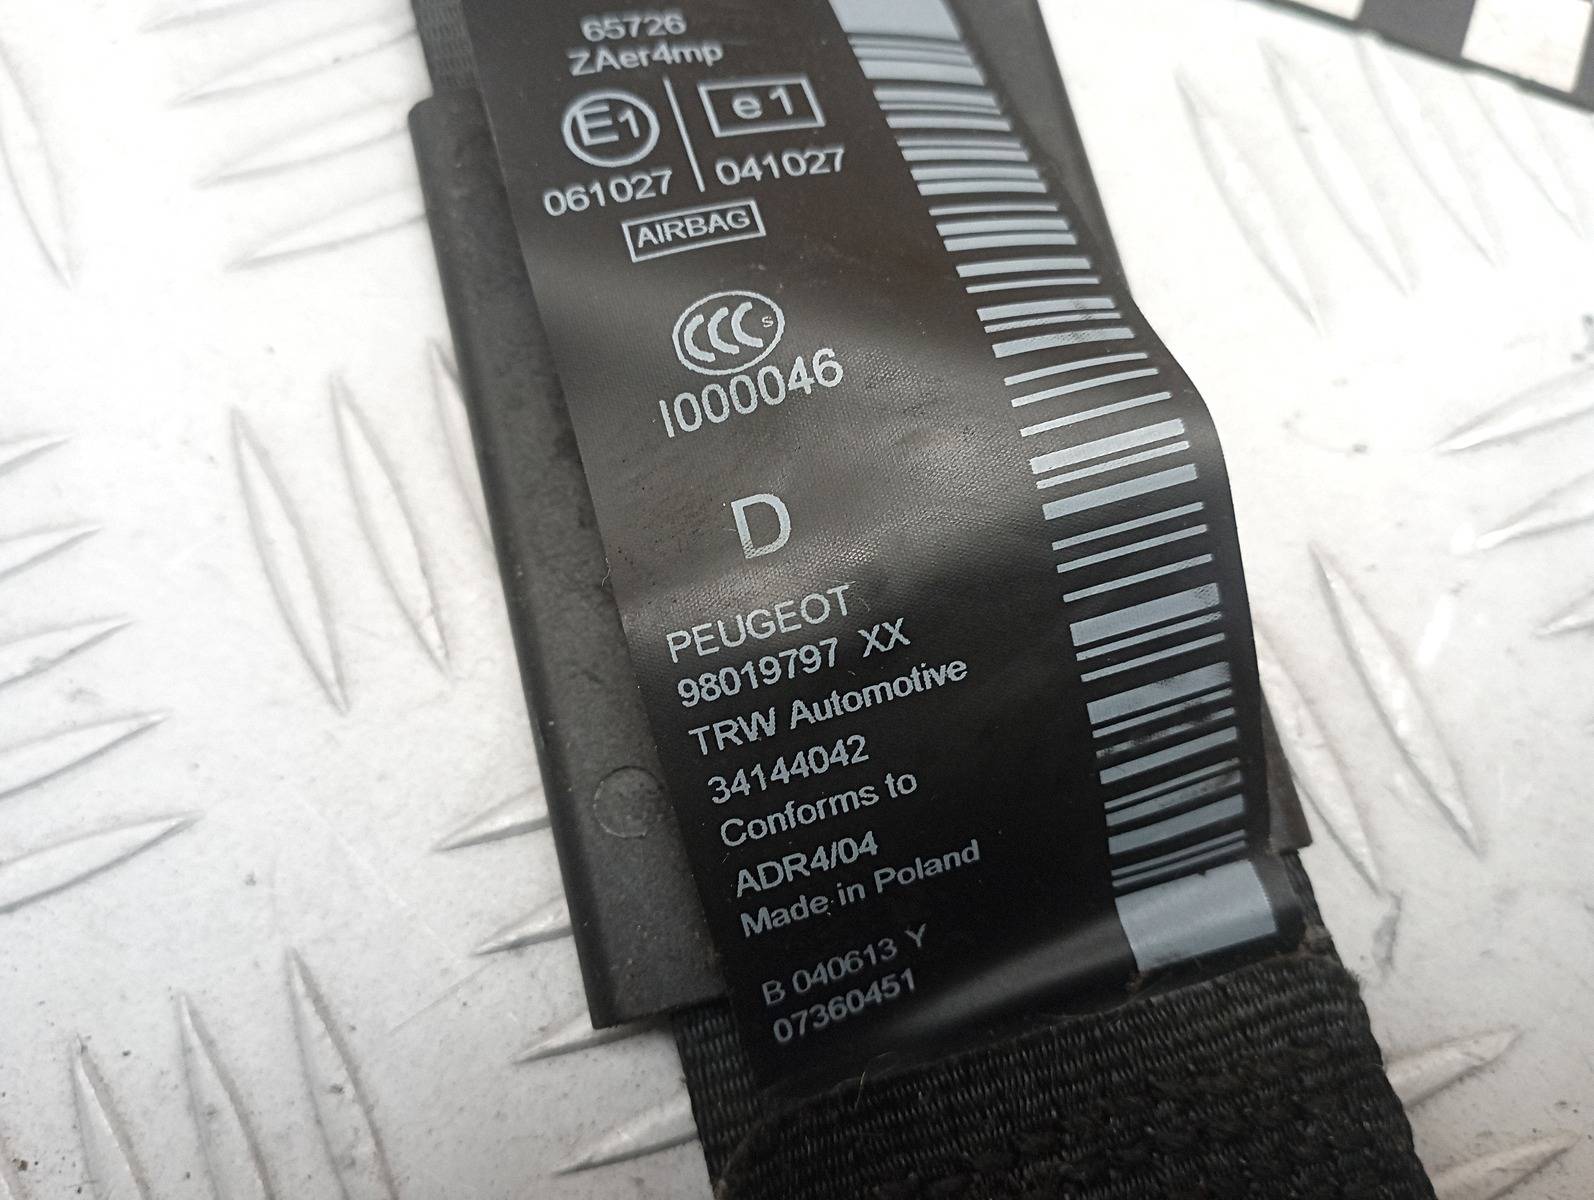 65726
ZAer4mp
E1 e1
061027 041027
AIRBAG
CCC S
I000046
D
PEUGEOT
98019797 XX
TRW Automotive
34144042
Conforms to
ADR4/04
Made in Poland
B 040613 Y
07360451